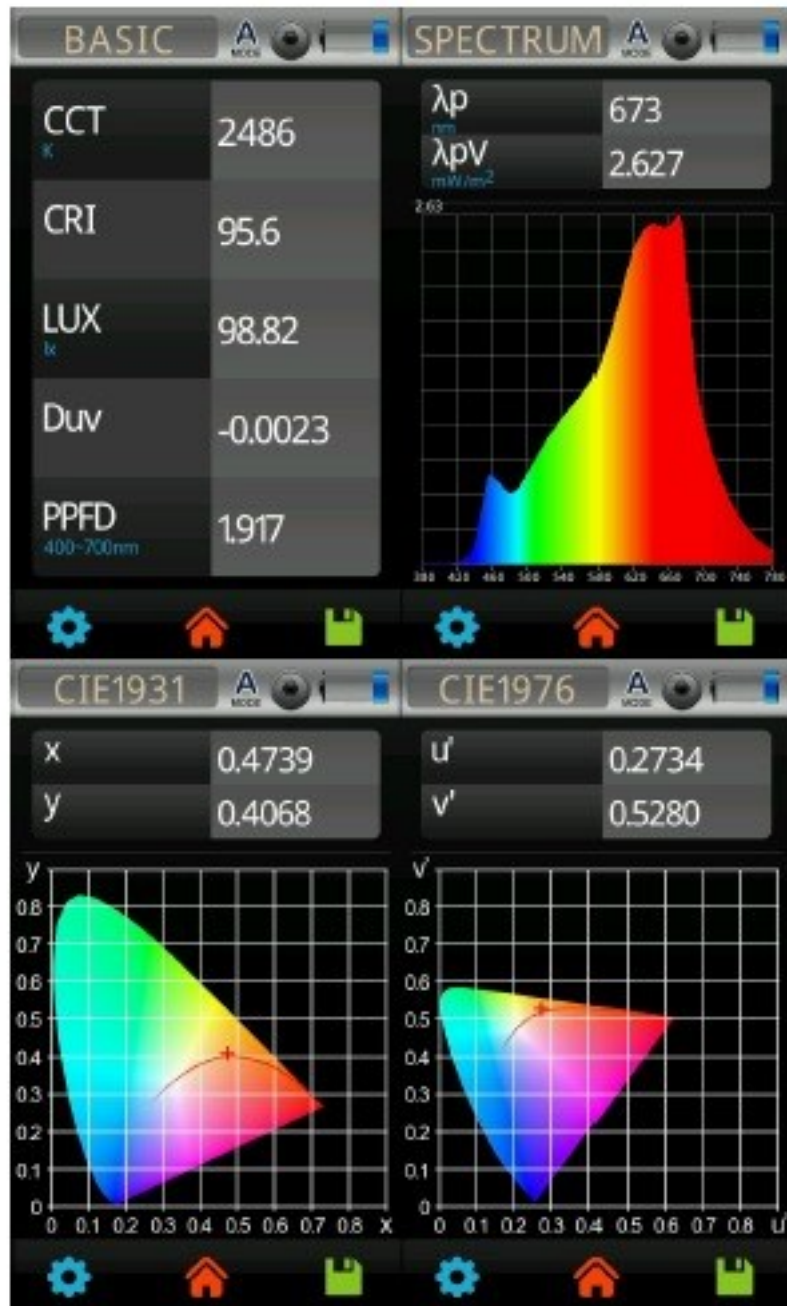 BASIC
A
MODE
CCT
K
2486
CRI
95.6
LUX
lx
98.82
Duv
-0.0023
PPFD
400~700nm
1.917
SPECTRUM
A
MODE
λp
nm
673
λpV
mW/m2
2.627
2.63
380 420 460 500 540 580 620 660 700 740 780
CIE1931
A
MODE
x
0.4739
y
0.4068
y
0.8
0.7
0.6
0.5
0.4
0.3
0.2
0.1
0
0 0.1 0.2 0.3 0.4 0.5 0.6 0.7 0.8 x
CIE1976
A
MODE
u'
0.2734
v'
0.5280
v'
0.8
0.7
0.6
0.5
0.4
0.3
0.2
0.1
0
0 0.1 0.2 0.3 0.4 0.5 0.6 0.7 0.8 u'